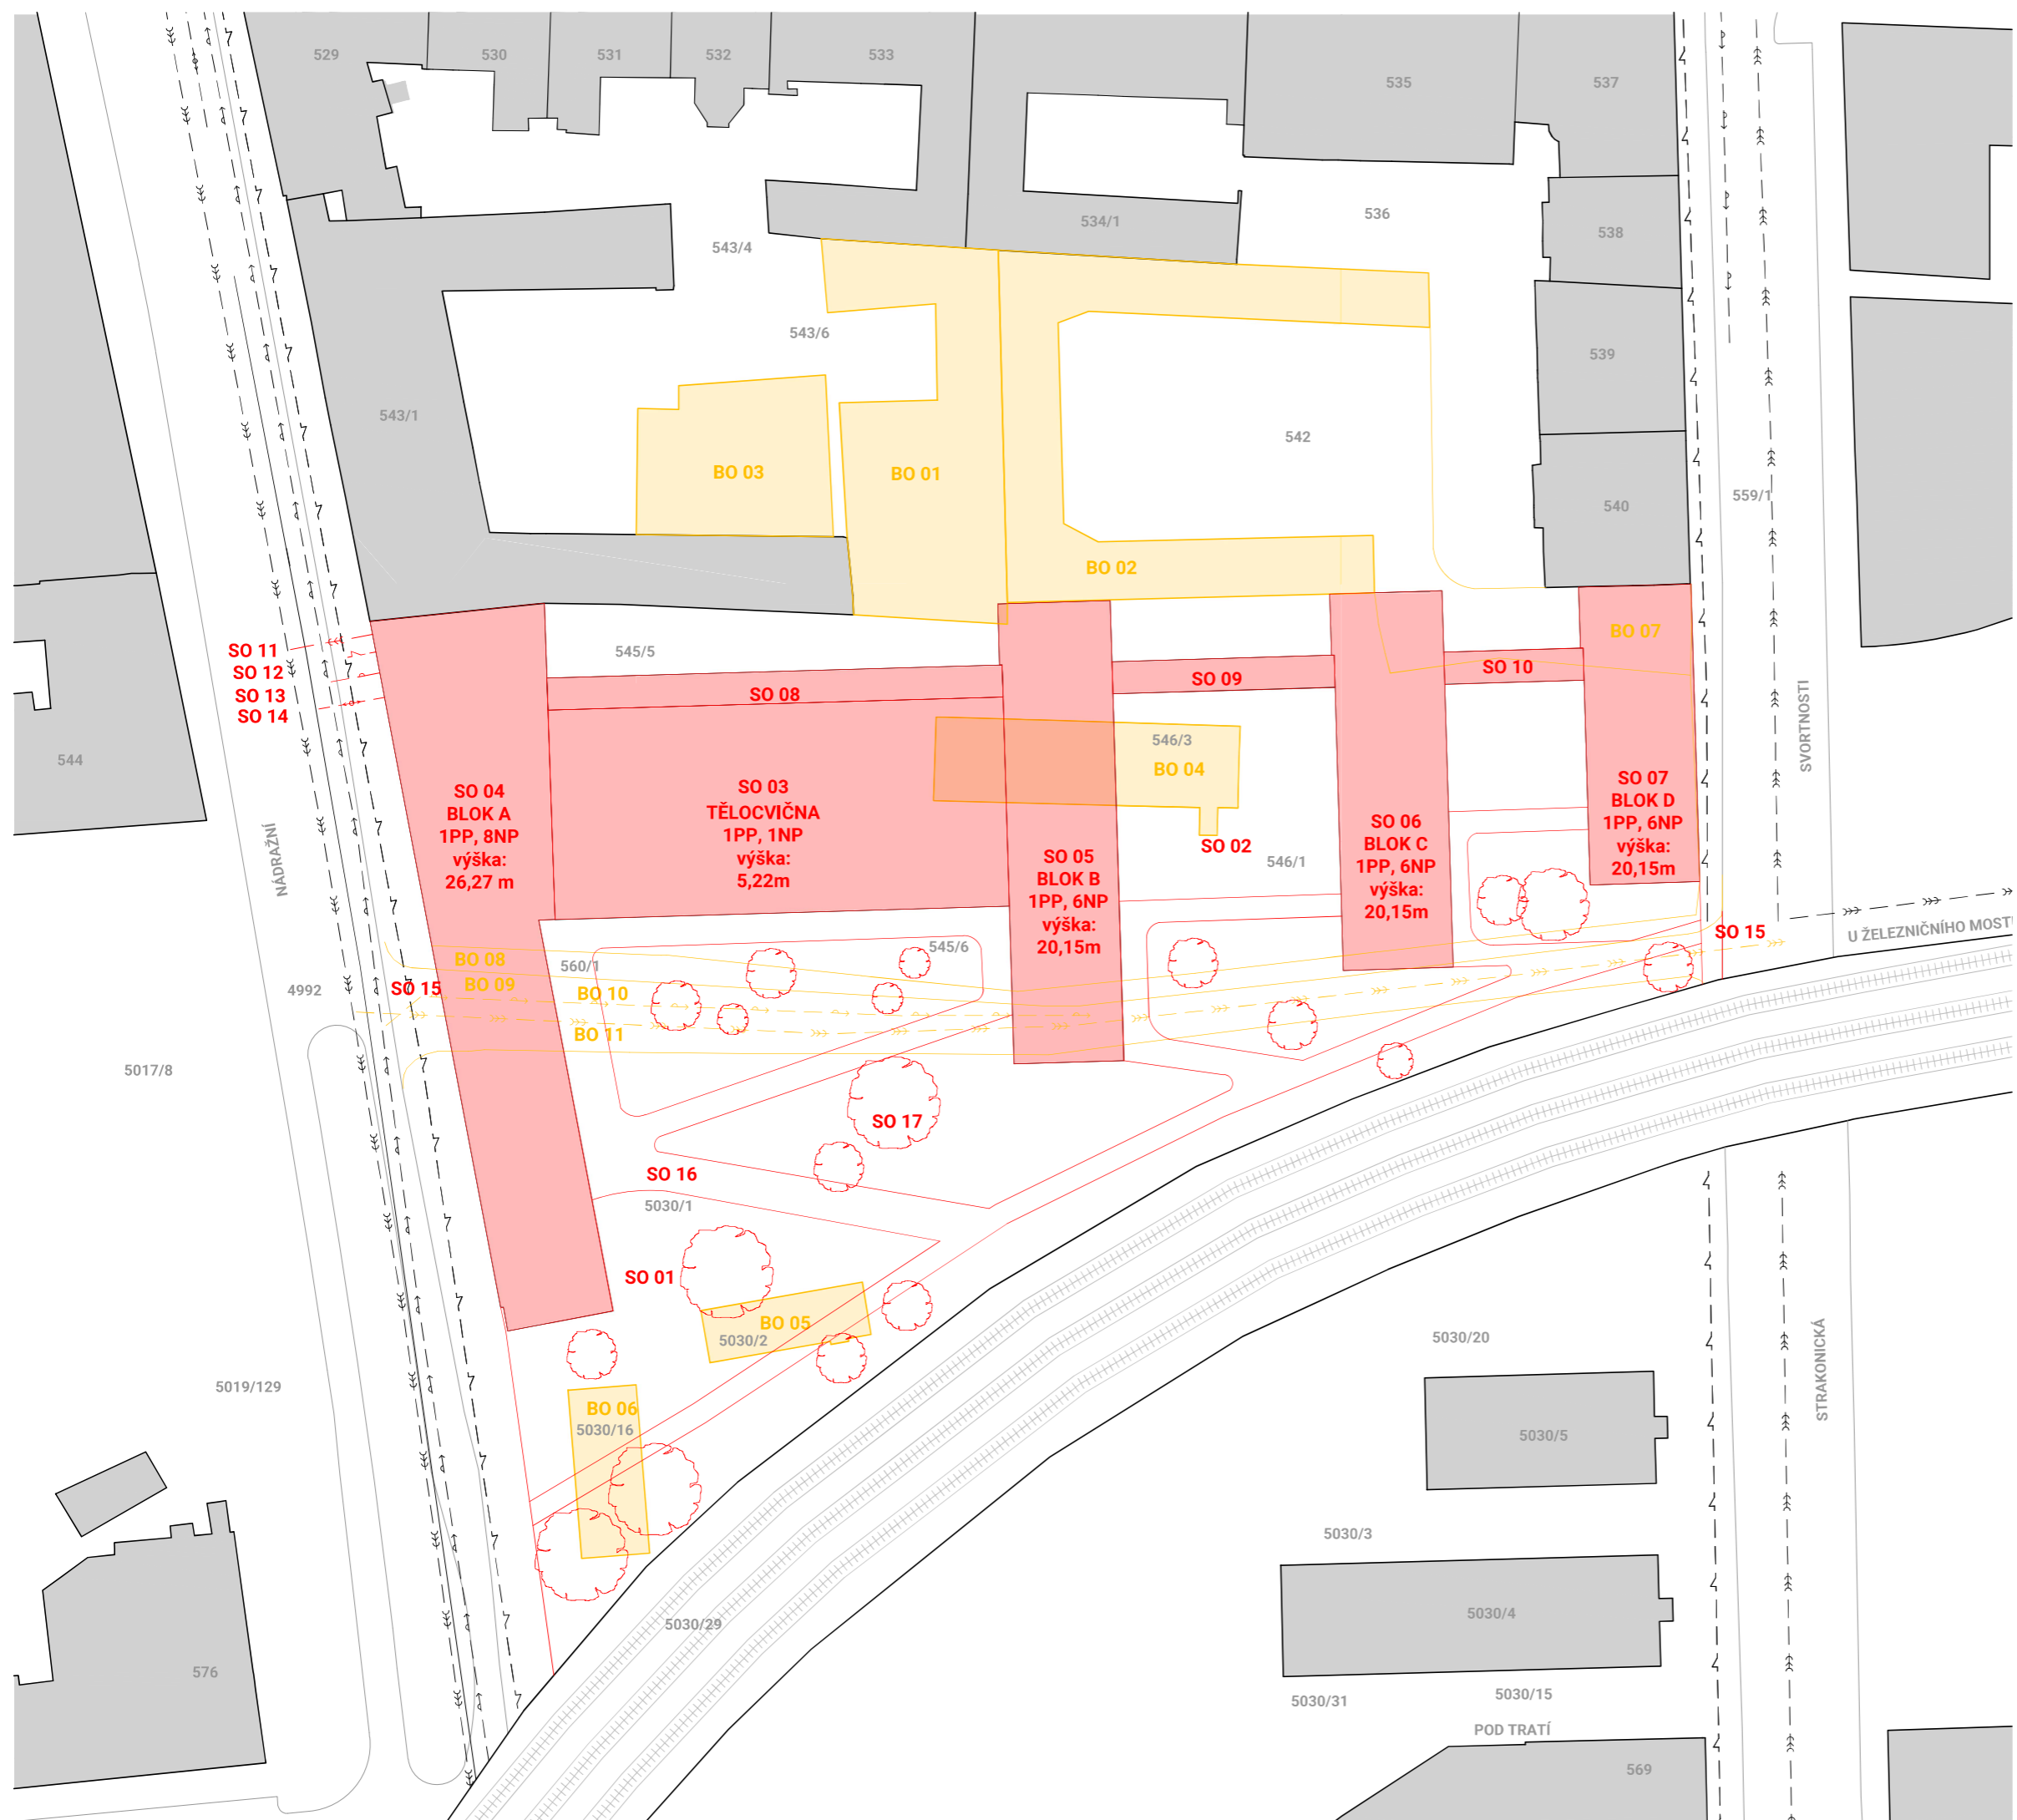 529
530
531
532
533
535
537
534/1
536
538
543/4
543/6
539
543/1
542
BO 03
BO 01
559/1
540
BO 02
BO 07
545/5
SO 11
SO 12
SO 13
SO 14
SO 08
SO 09
SO 10
SVORTNOSTI
544
546/3
BO 04
SO 04
BLOK A
1PP, 8NP
výška:
26,27 m
SO 03
TĚLOCVIČNA
1PP, 1NP
výška:
5,22m
SO 07
BLOK D
1PP, 6NP
výška:
20,15m
SO 02
546/1
SO 06
BLOK C
1PP, 6NP
výška:
20,15m
SO 05
BLOK B
1PP, 6NP
výška:
20,15m
NÁDRAŽNÍ
SO 15
U ŽELEZNIČNÍHO MOSTU
545/6
BO 08
560/1
4992
SO 15
BO 09
BO 10
BO 11
5017/8
SO 17
SO 16
5030/1
SO 01
BO 05
5030/2
5030/20
STRAKONICKÁ
5019/129
BO 06
5030/16
5030/5
5030/3
5030/29
5030/4
576
5030/31
5030/15
POD TRATÍ
569